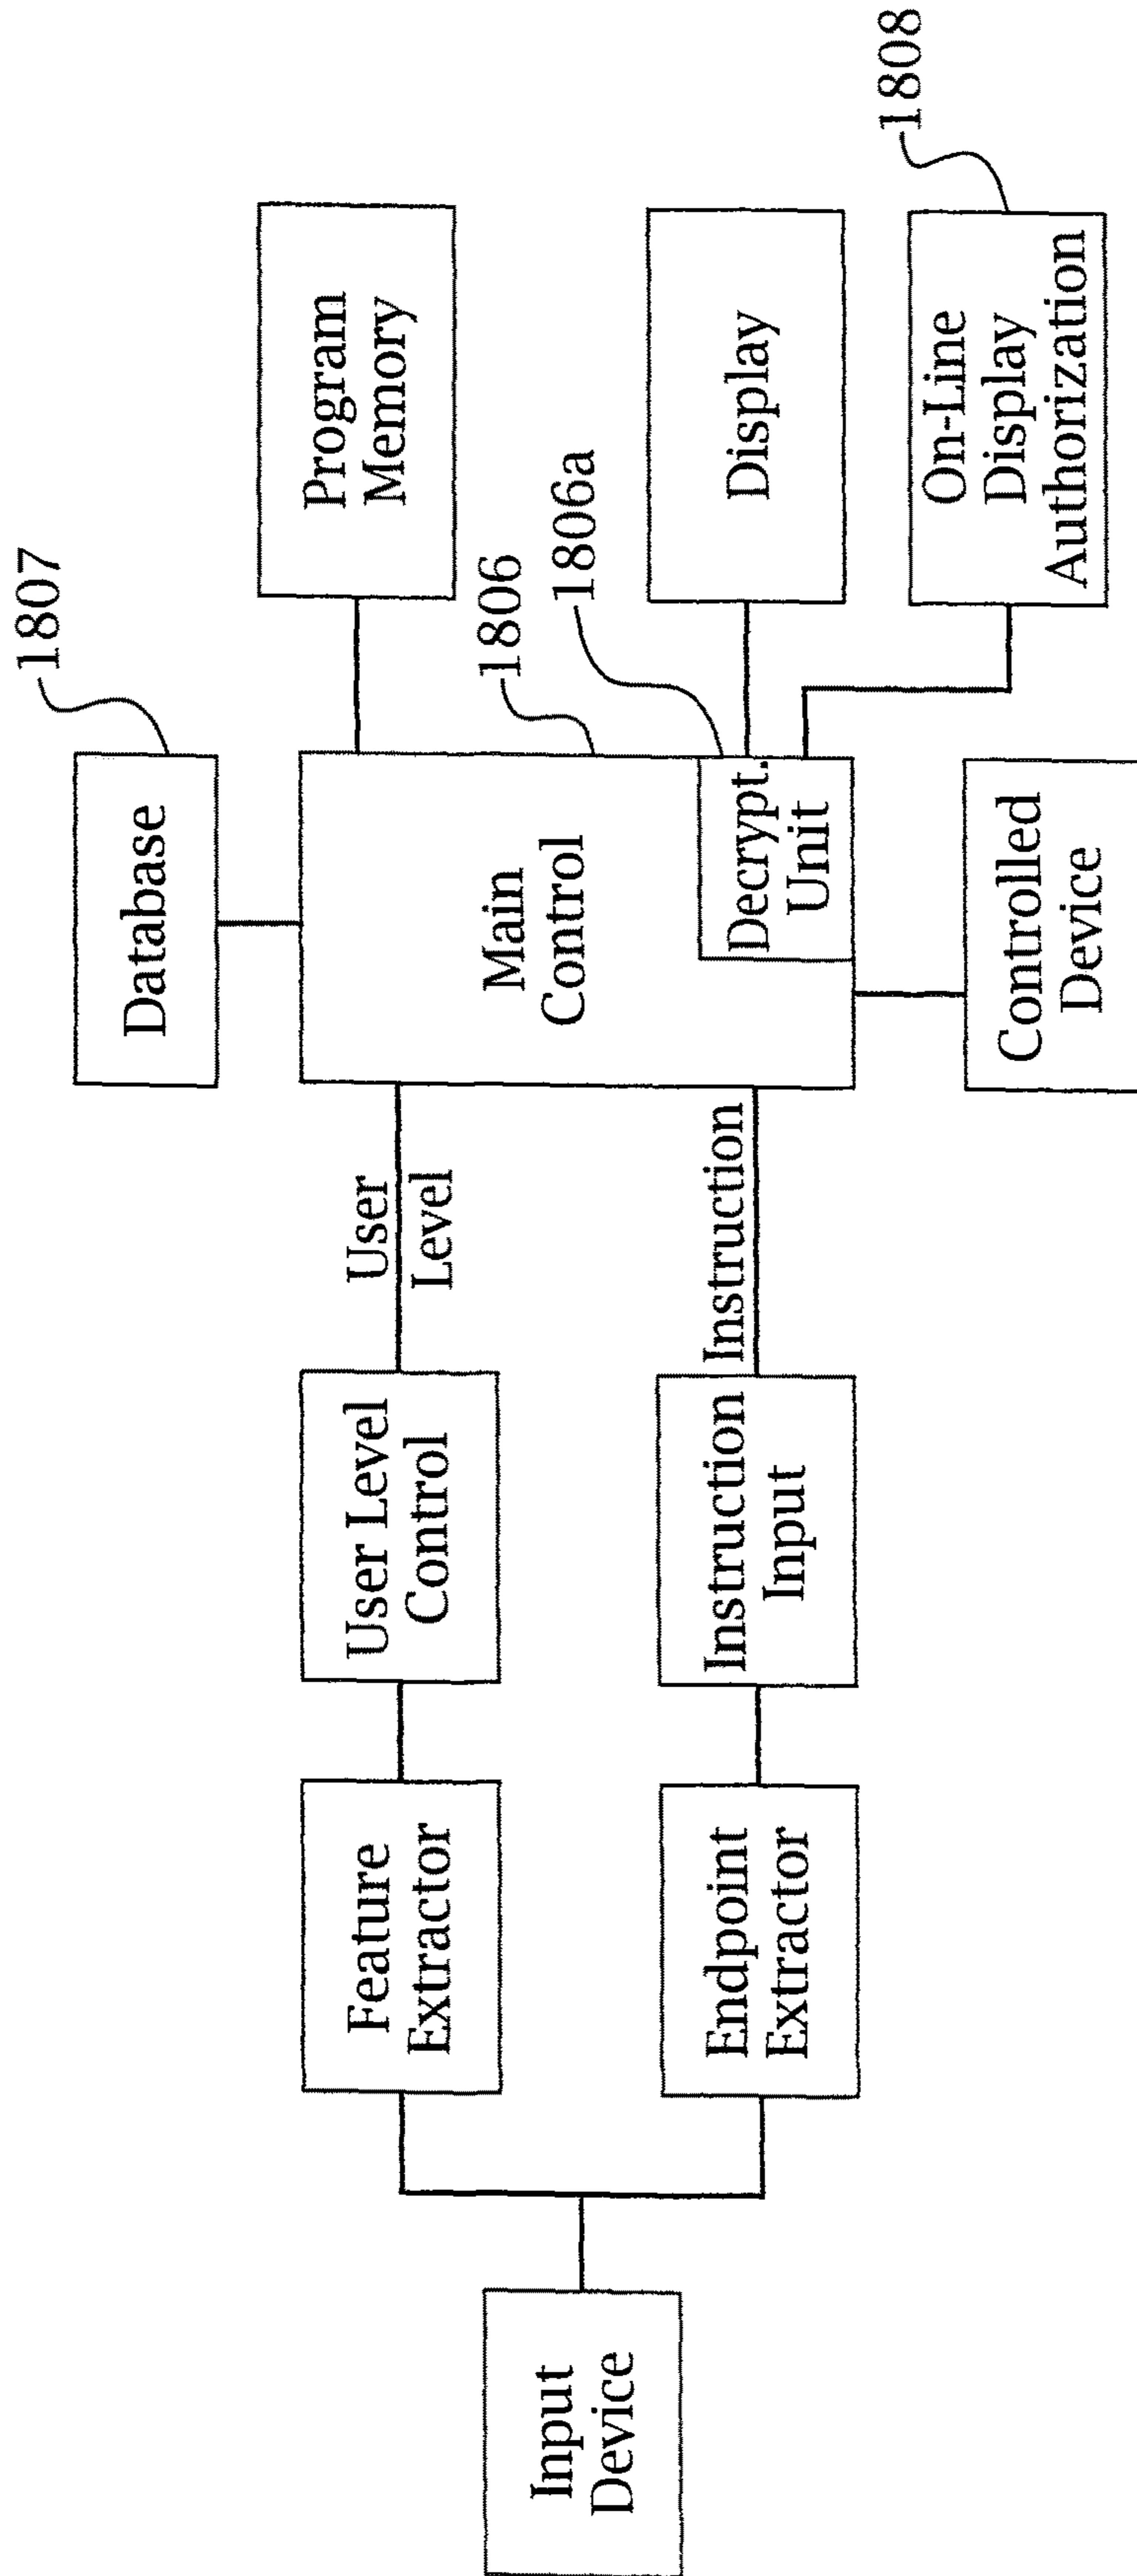 1807
Database
Program
Memory
1806
1806a
Main
Control
Decrypt.
Unit
Display
1808
On-Line
Display
Authorization
Controlled
Device
User
Level
Instruction
User Level
Control
Instruction
Input
Feature
Extractor
Endpoint
Extractor
Input
Device